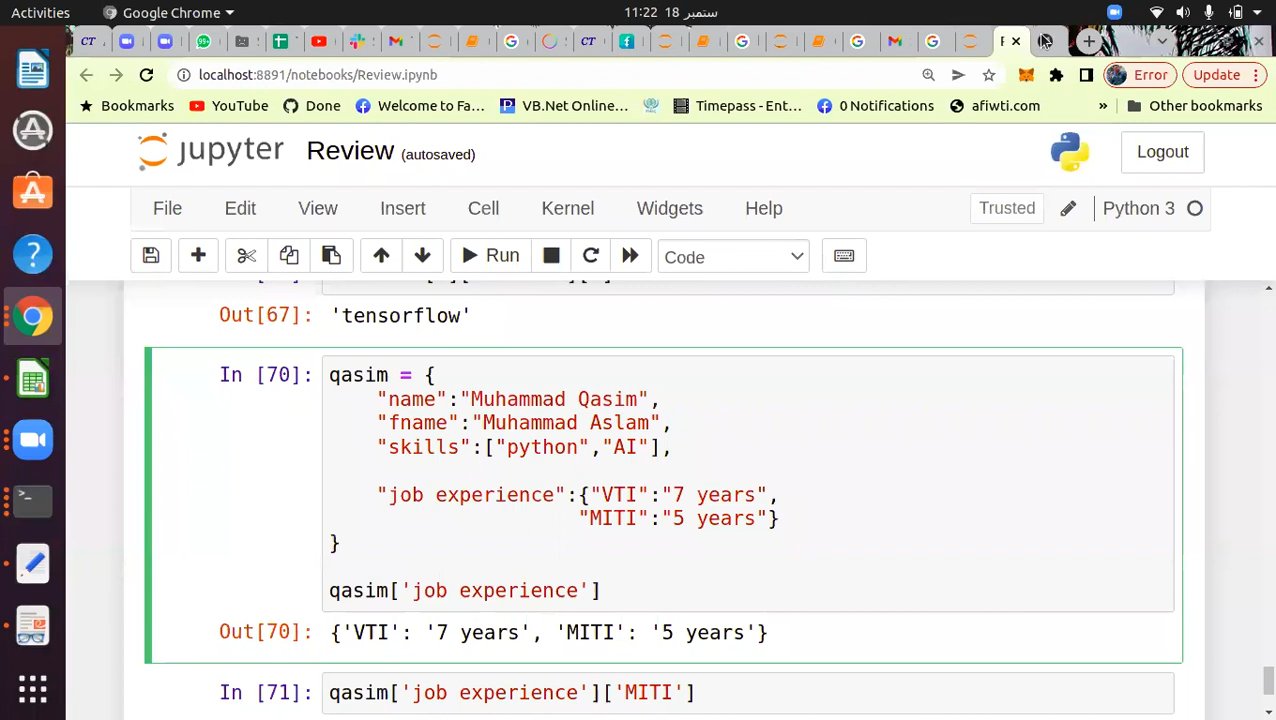 Activities Google Chrome 11:22 18 ستمبر
CT CT
localhost:8891/notebooks/Review.ipynb Error Update
Bookmarks YouTube Done Welcome to Fa... VB.Net Online... Timepass - Ent... 0 Notifications afiwti.com » Other bookmarks
jupyter Review (autosaved) Logout
File Edit View Insert Cell Kernel Widgets Help Trusted Python 3
Run Code
Out[67]: 'tensorflow'
In [70]: qasim = {
"name":"Muhammad Qasim",
"fname":"Muhammad Aslam",
"skills":["python","AI"],
"job experience":{"VTI":"7 years",
"MITI":"5 years"}
}
qasim['job experience']
Out[70]: {'VTI': '7 years', 'MITI': '5 years'}
In [71]: qasim['job experience']['MITI']